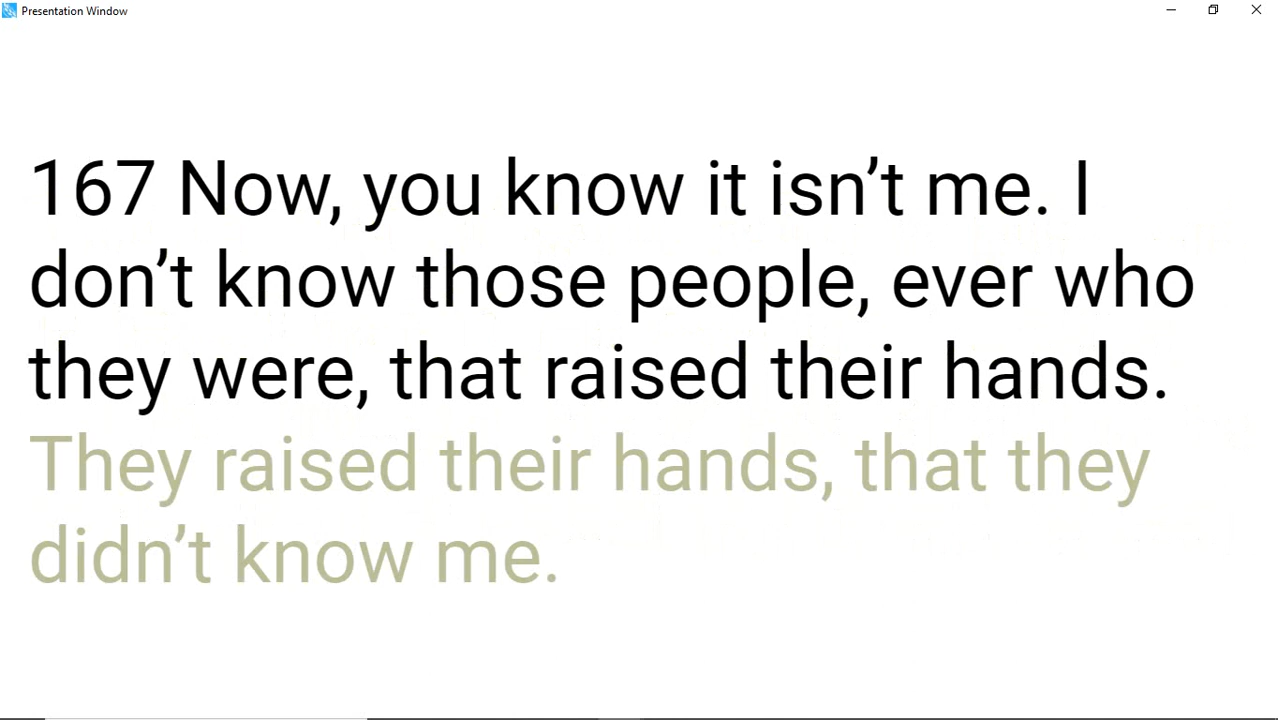 Presentation Window
167 Now, you know it isn’t me. I
don’t know those people, ever who
they were, that raised their hands.
They raised their hands, that they
didn’t know me.